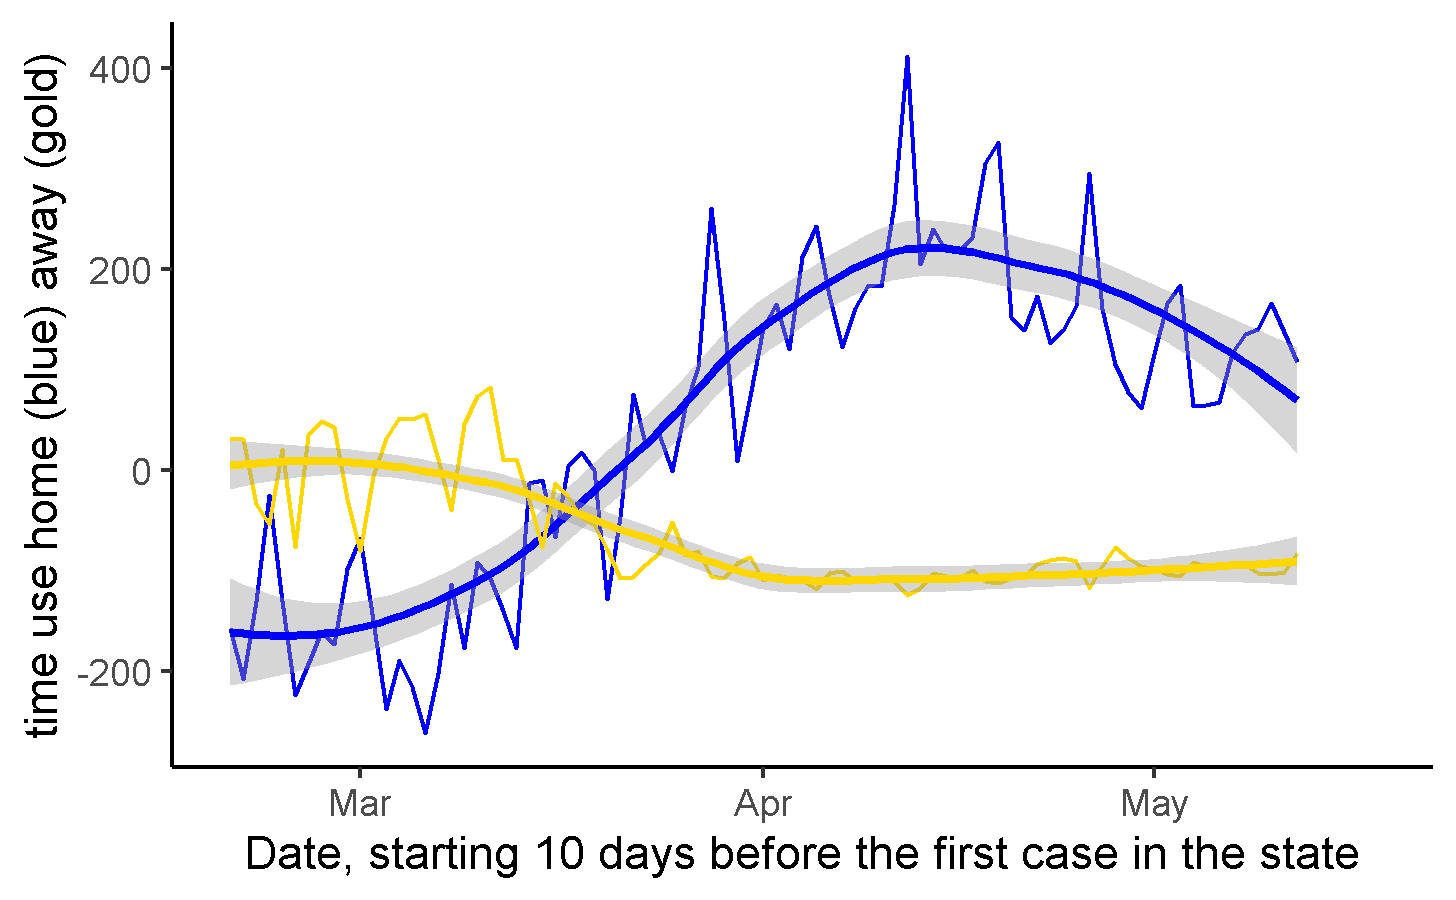 time use home (blue) away (gold)
400
200
0
-200
Mar
Apr
May
Date, starting 10 days before the first case in the state